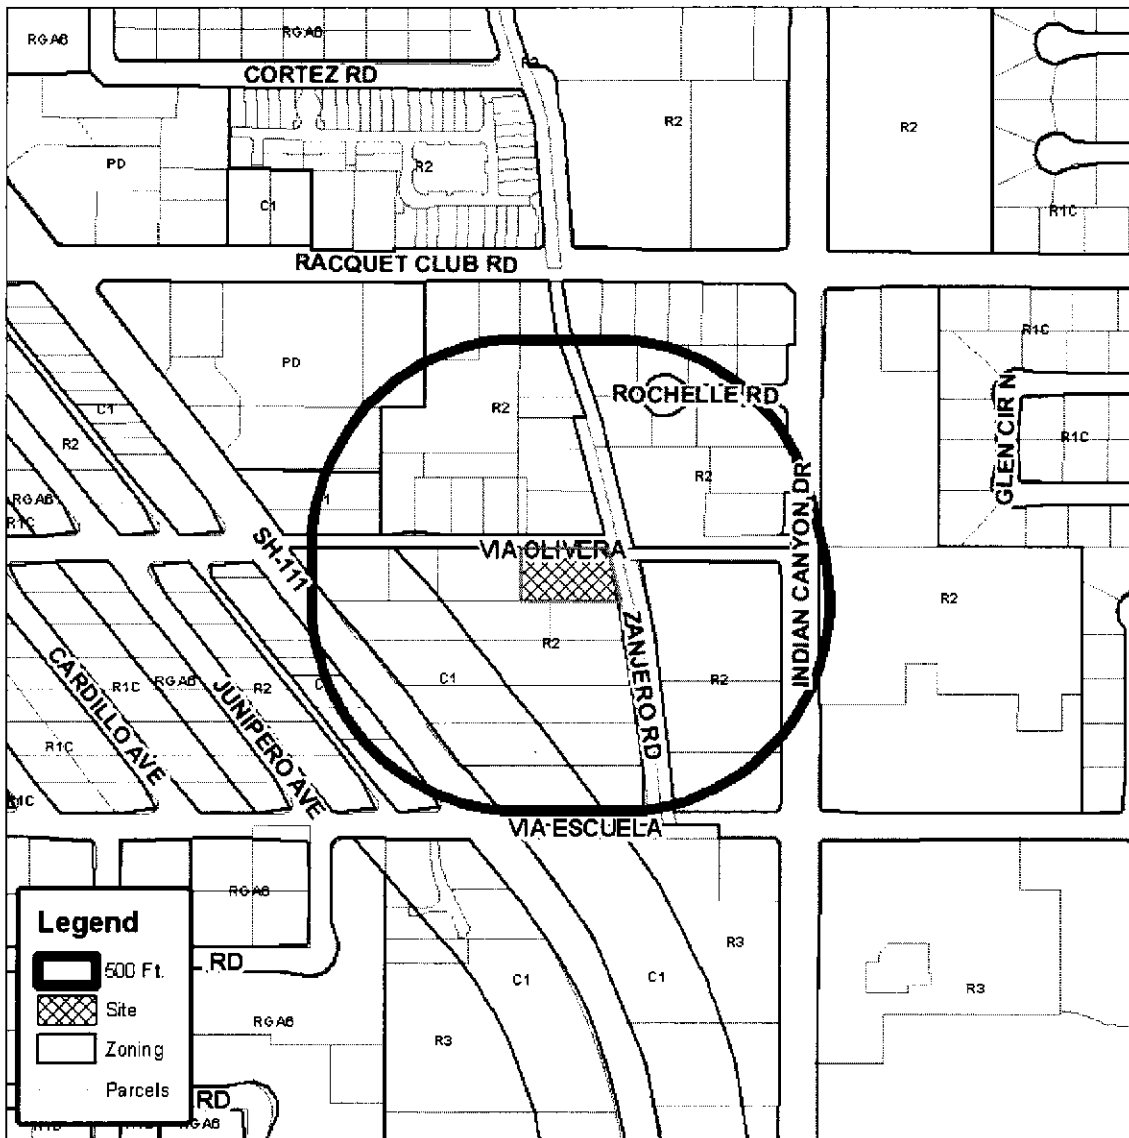 RGA6
RGA6
R2
CORTEZ RD
R2
R2
PD
R2
C1
R1C
RACQUET CLUB RD
R1C
PD
ROCHELLE RD
GLEN CIR N
C1
R2
R1C
R2
R2
INDIAN CANYON DR
RGA6
R1C
SH-111
VIA OLIVERA
R2
ZANJERO RD
R2
CARDILLO AVE
R1C
RGA6
JUNIPERO AVE
R2
C1
R2
R1C
R1C
VIA ESCUELA
RGA6
Legend
500 Ft.
Site
Zoning
Parcels
RD
R3
C1
C1
R3
RGA6
R3
RD
RGA6